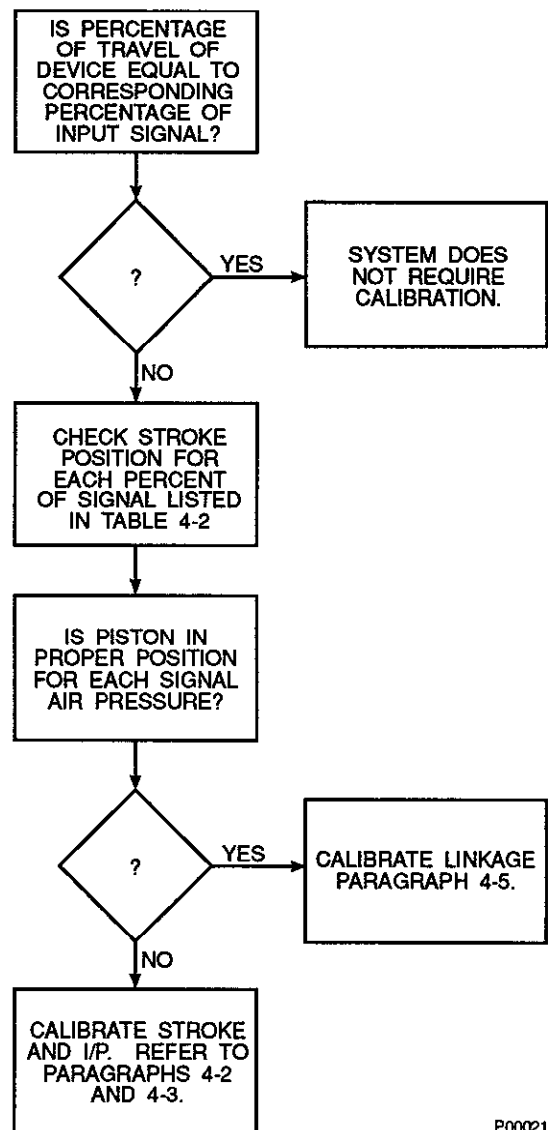 IS PERCENTAGE
OF TRAVEL OF
DEVICE EQUAL TO
CORRESPONDING
PERCENTAGE OF
INPUT SIGNAL?
?
YES
SYSTEM DOES
NOT REQUIRE
CALIBRATION.
NO
CHECK STROKE
POSITION FOR
EACH PERCENT
OF SIGNAL LISTED
IN TABLE 4-2
IS PISTON IN
PROPER POSITION
FOR EACH SIGNAL
AIR PRESSURE?
?
YES
CALIBRATE LINKAGE
PARAGRAPH 4-5.
NO
CALIBRATE STROKE
AND I/P. REFER TO
PARAGRAPHS 4-2
AND 4-3.
P00021